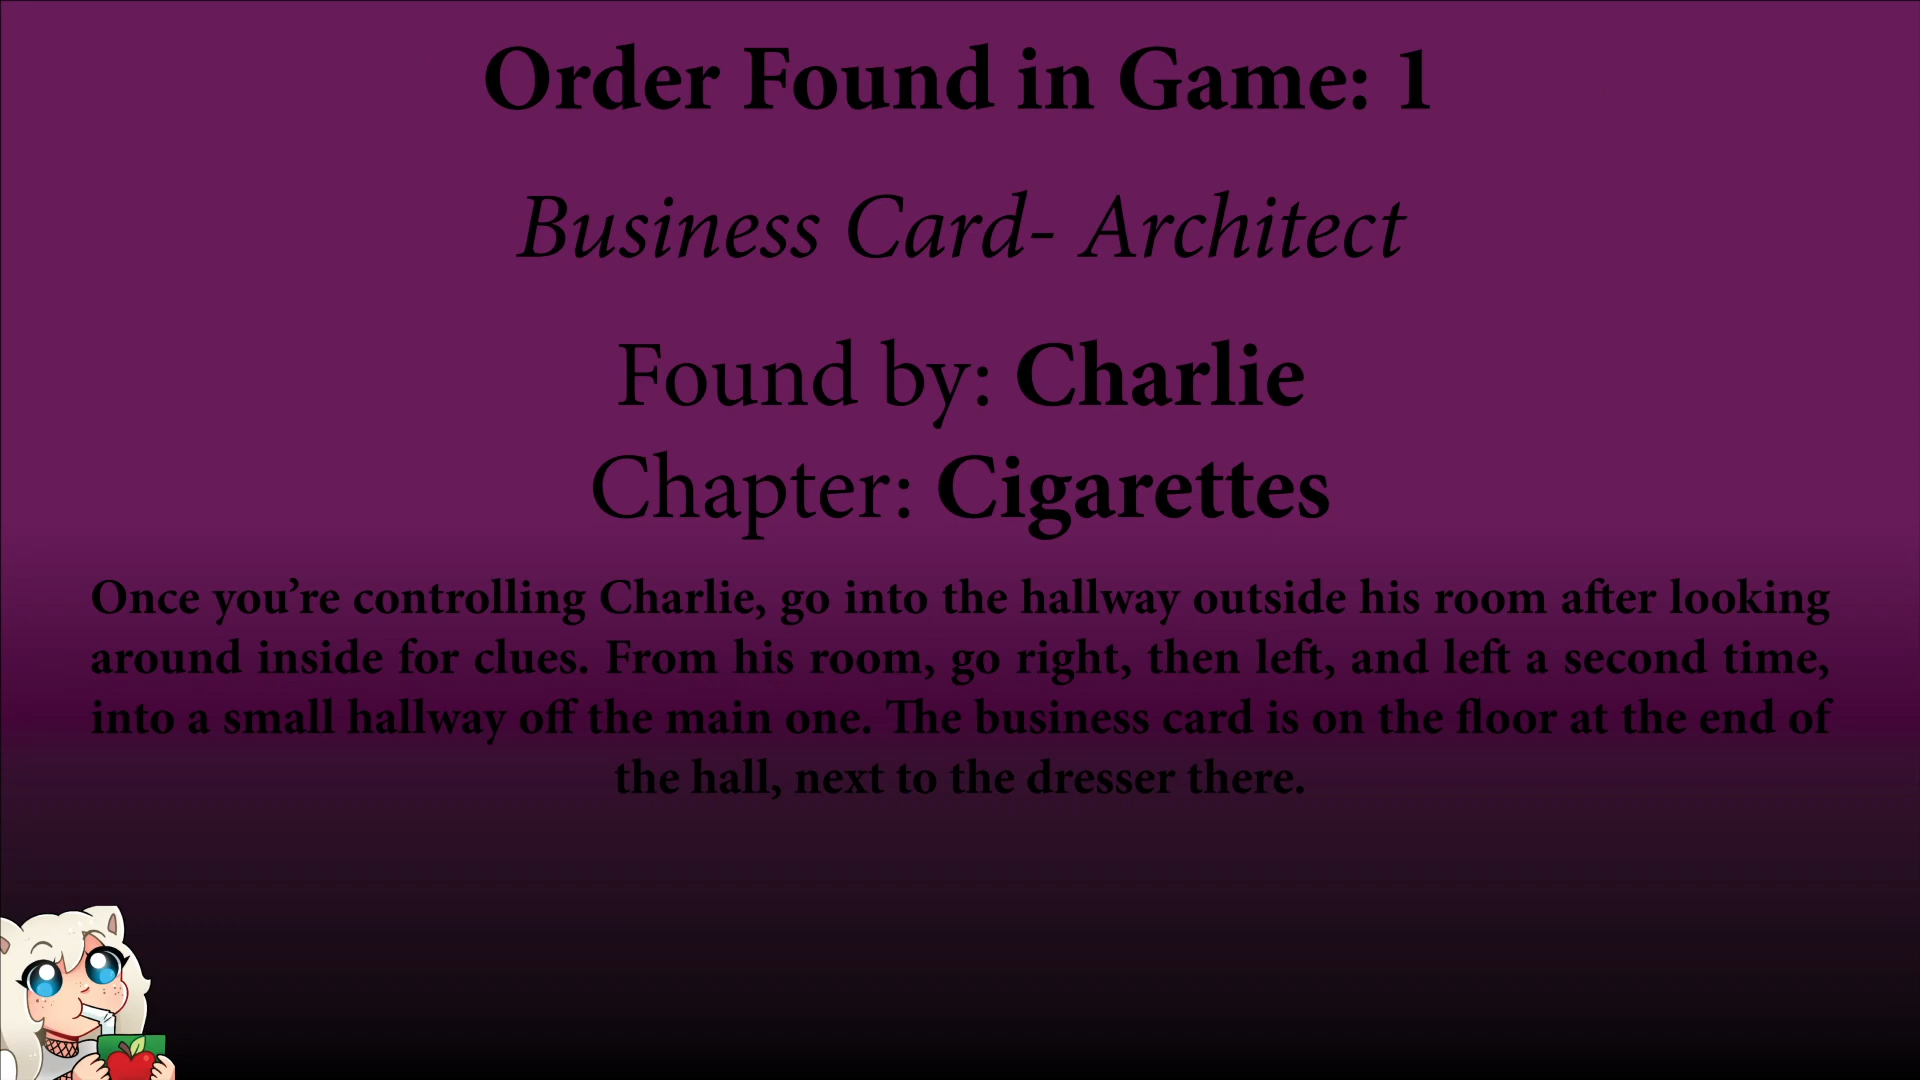 Order Found in Game: 1
Business Card- Architect
Found by: Charlie
Chapter: Cigarettes
Once you’re controlling Charlie, go into the hallway outside his room after looking
around inside for clues. From his room, go right, then left, and left a second time,
into a small hallway off the main one. The business card is on the floor at the end of
the hall, next to the dresser there.